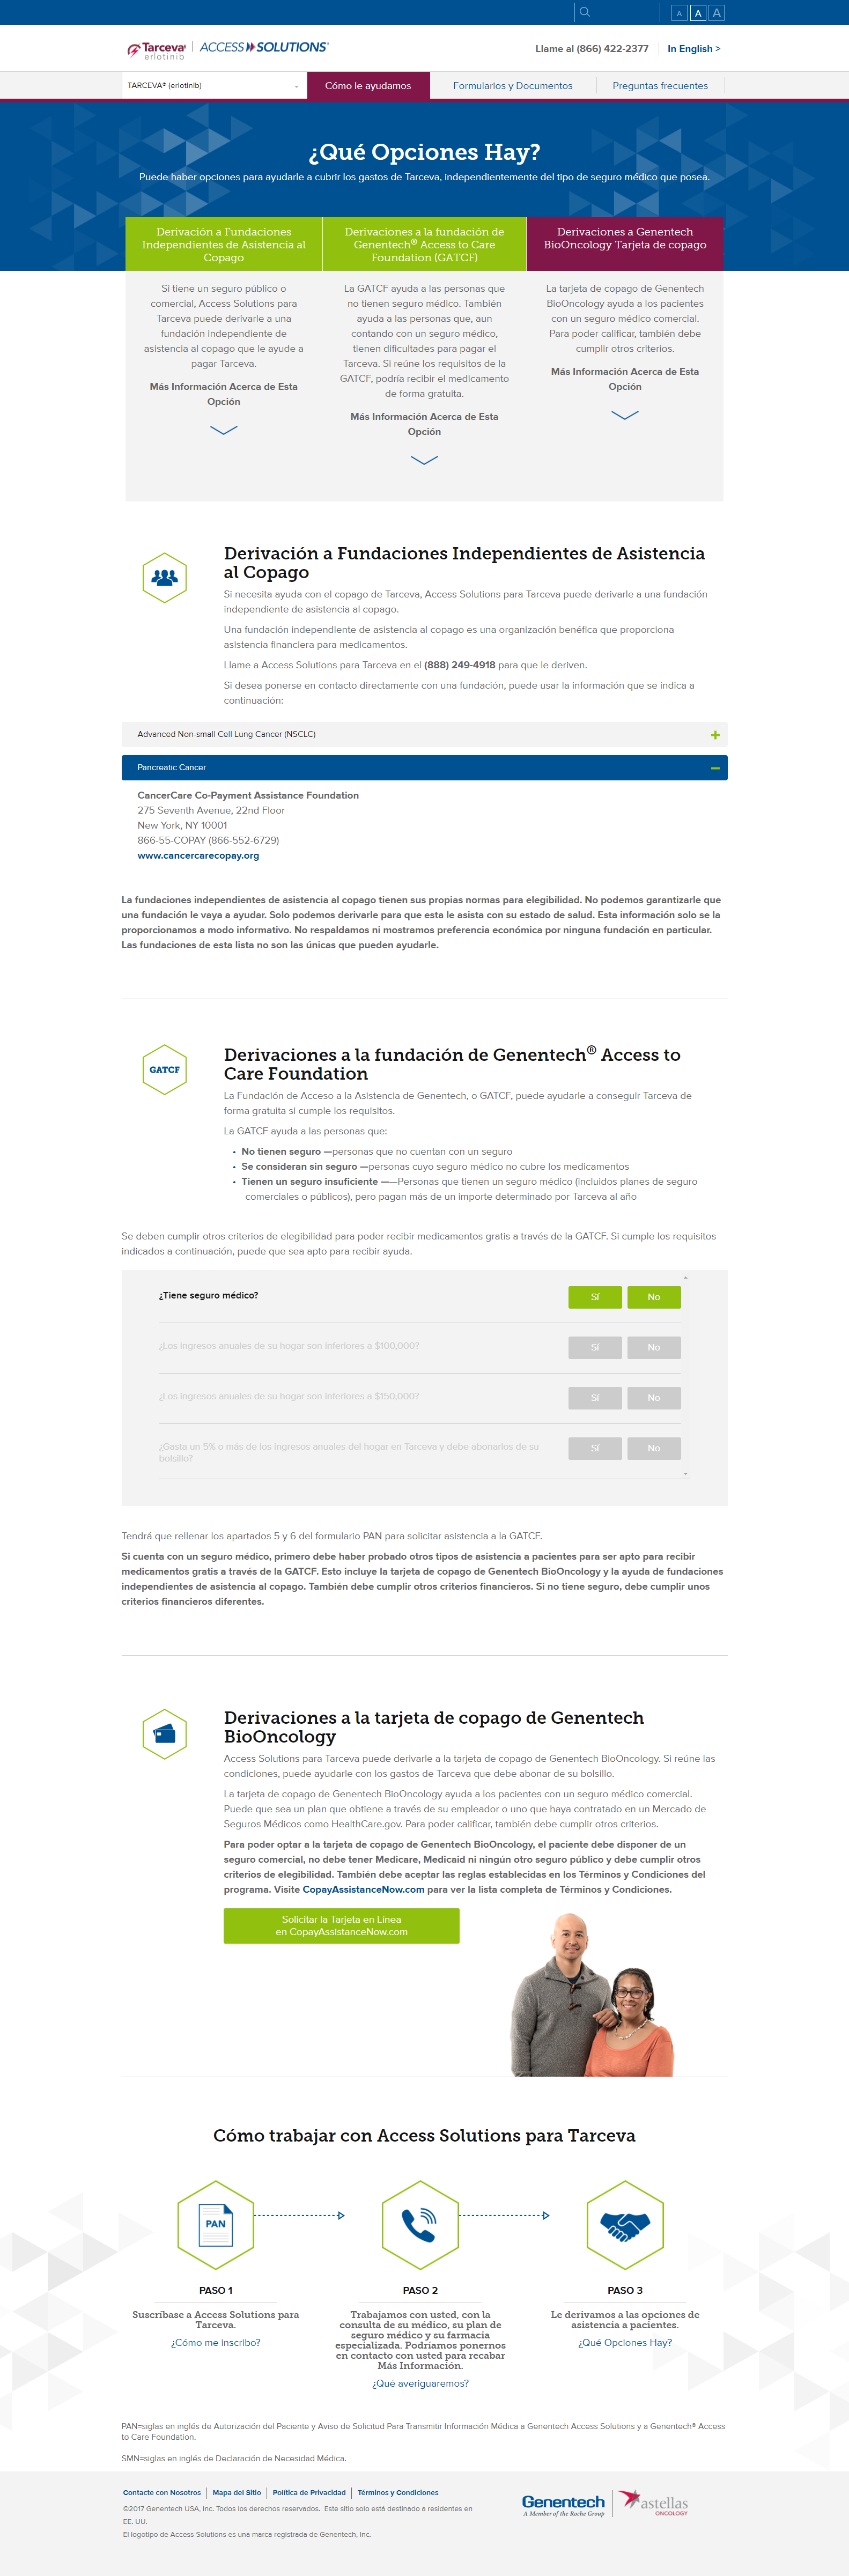 A A A
Tarceva® erlotinib
ACCESS SOLUTIONS®
Llame al (866) 422-2377
In English >
TARCEVA® (erlotinib)
Cómo le ayudamos
Formularios y Documentos
Preguntas frecuentes
¿Qué Opciones Hay?
Puede haber opciones para ayudarle a cubrir los gastos de Tarceva, independientemente del tipo de seguro médico que posea.
Derivación a Fundaciones
Independientes de Asistencia al
Copago
Si tiene un seguro público o
comercial, Access Solutions para
Tarceva puede derivarle a una
fundación independiente de
asistencia al copago que le ayude a
pagar Tarceva.
Más Información Acerca de Esta
Opción
Derivaciones a la fundación de
Genentech® Access to Care
Foundation (GATCF)
La GATCF ayuda a las personas que
no tienen seguro médico. También
ayuda a las personas que, aun
contando con un seguro médico,
tienen dificultades para pagar el
Tarceva. Si reúne los requisitos de la
GATCF, podría recibir el medicamento
de forma gratuita.
Más Información Acerca de Esta
Opción
Derivaciones a Genentech
BioOncology Tarjeta de copago
La tarjeta de copago de Genentech
BioOncology ayuda a los pacientes
con un seguro médico comercial.
Para poder calificar, también debe
cumplir otros criterios.
Más Información Acerca de Esta
Opción
Derivación a Fundaciones Independientes de Asistencia
al Copago
Si necesita ayuda con el copago de Tarceva, Access Solutions para Tarceva puede derivarle a una fundación
independiente de asistencia al copago.
Una fundación independiente de asistencia al copago es una organización benéfica que proporciona
asistencia financiera para medicamentos.
Llame a Access Solutions para Tarceva en el (888) 249-4918 para que le deriven.
Si desea ponerse en contacto directamente con una fundación, puede usar la información que se indica a
continuación:
Advanced Non-small Cell Lung Cancer (NSCLC)
Pancreatic Cancer
CancerCare Co-Payment Assistance Foundation
275 Seventh Avenue, 22nd Floor
New York, NY 10001
866-55-COPAY (866-552-6729)
www.cancercarecopay.org
La fundaciones independientes de asistencia al copago tienen sus propias normas para elegibilidad. No podemos garantizarle que
una fundación le vaya a ayudar. Solo podemos derivarle para que esta le asista con su estado de salud. Esta información solo se la
proporcionamos a modo informativo. No respaldamos ni mostramos preferencia económica por ninguna fundación en particular.
Las fundaciones de esta lista no son las únicas que pueden ayudarle.
GATCF
Derivaciones a la fundación de Genentech® Access to
Care Foundation
La Fundación de Acceso a la Asistencia de Genentech, o GATCF, puede ayudarle a conseguir Tarceva de
forma gratuita si cumple los requisitos.
La GATCF ayuda a las personas que:
• No tienen seguro —personas que no cuentan con un seguro
• Se consideran sin seguro —personas cuyo seguro médico no cubre los medicamentos
• Tienen un seguro insuficiente ——Personas que tienen un seguro médico (incluidos planes de seguro
comerciales o públicos), pero pagan más de un importe determinado por Tarceva al año
Se deben cumplir otros criterios de elegibilidad para poder recibir medicamentos gratis a través de la GATCF. Si cumple los requisitos
indicados a continuación, puede que sea apto para recibir ayuda.
¿Tiene seguro médico? Sí No
¿Los ingresos anuales de su hogar son inferiores a $100,000? Sí No
¿Los ingresos anuales de su hogar son inferiores a $150,000? Sí No
¿Gasta un 5% o más de los ingresos anuales del hogar en Tarceva y debe abonarlos de su
bolsillo? Sí No
Tendrá que rellenar los apartados 5 y 6 del formulario PAN para solicitar asistencia a la GATCF.
Si cuenta con un seguro médico, primero debe haber probado otros tipos de asistencia a pacientes para ser apto para recibir
medicamentos gratis a través de la GATCF. Esto incluye la tarjeta de copago de Genentech BioOncology y la ayuda de fundaciones
independientes de asistencia al copago. También debe cumplir otros criterios financieros. Si no tiene seguro, debe cumplir unos
criterios financieros diferentes.
Derivaciones a la tarjeta de copago de Genentech
BioOncology
Access Solutions para Tarceva puede derivarle a la tarjeta de copago de Genentech BioOncology. Si reúne las
condiciones, puede ayudarle con los gastos de Tarceva que debe abonar de su bolsillo.
La tarjeta de copago de Genentech BioOncology ayuda a los pacientes con un seguro médico comercial.
Puede que sea un plan que obtiene a través de su empleador o uno que haya contratado en un Mercado de
Seguros Médicos como HealthCare.gov. Para poder calificar, también debe cumplir otros criterios.
Para poder optar a la tarjeta de copago de Genentech BioOncology, el paciente debe disponer de un
seguro comercial, no debe tener Medicare, Medicaid ni ningún otro seguro público y debe cumplir otros
criterios de elegibilidad. También debe aceptar las reglas establecidas en los Términos y Condiciones del
programa. Visite CopayAssistanceNow.com para ver la lista completa de Términos y Condiciones.
Solicitar la Tarjeta en Línea
en CopayAssistanceNow.com
Cómo trabajar con Access Solutions para Tarceva
PAN
PASO 1
Suscríbase a Access Solutions para
Tarceva.
¿Cómo me inscribo?
PASO 2
Trabajamos con usted, con la
consulta de su médico, su plan de
seguro médico y su farmacia
especializada. Podríamos ponernos
en contacto con usted para recabar
Más Información.
¿Qué averiguaremos?
PASO 3
Le derivamos a las opciones de
asistencia a pacientes.
¿Qué Opciones Hay?
PAN=siglas en inglés de Autorización del Paciente y Aviso de Solicitud Para Transmitir Información Médica a Genentech Access Solutions y a Genentech® Access
to Care Foundation.
SMN=siglas en inglés de Declaración de Necesidad Médica.
Contacte con Nosotros
Mapa del Sitio
Política de Privacidad
Términos y Condiciones
©2017 Genentech USA, Inc. Todos los derechos reservados. Este sitio solo está destinado a residentes en
EE. UU.
El logotipo de Access Solutions es una marca registrada de Genentech, Inc.
Genentech
A Member of the Roche Group
astellas
ONCOLOGY